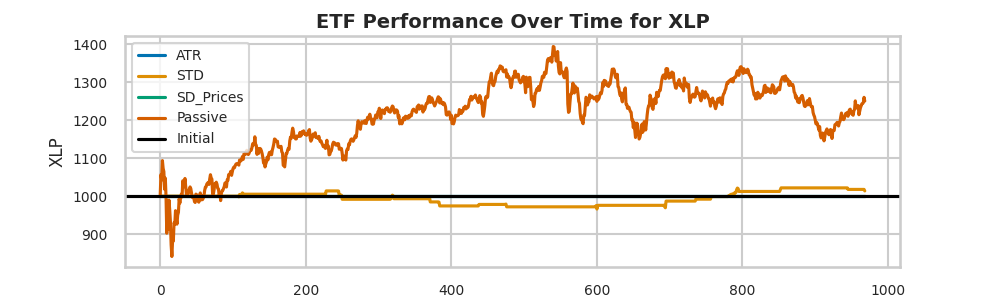 ETF Performance Over Time for XLP
1400
1300
1200
1100
1000
900
XLP
ATR
STD
SD_Prices
Passive
Initial
0
200
400
600
800
1000